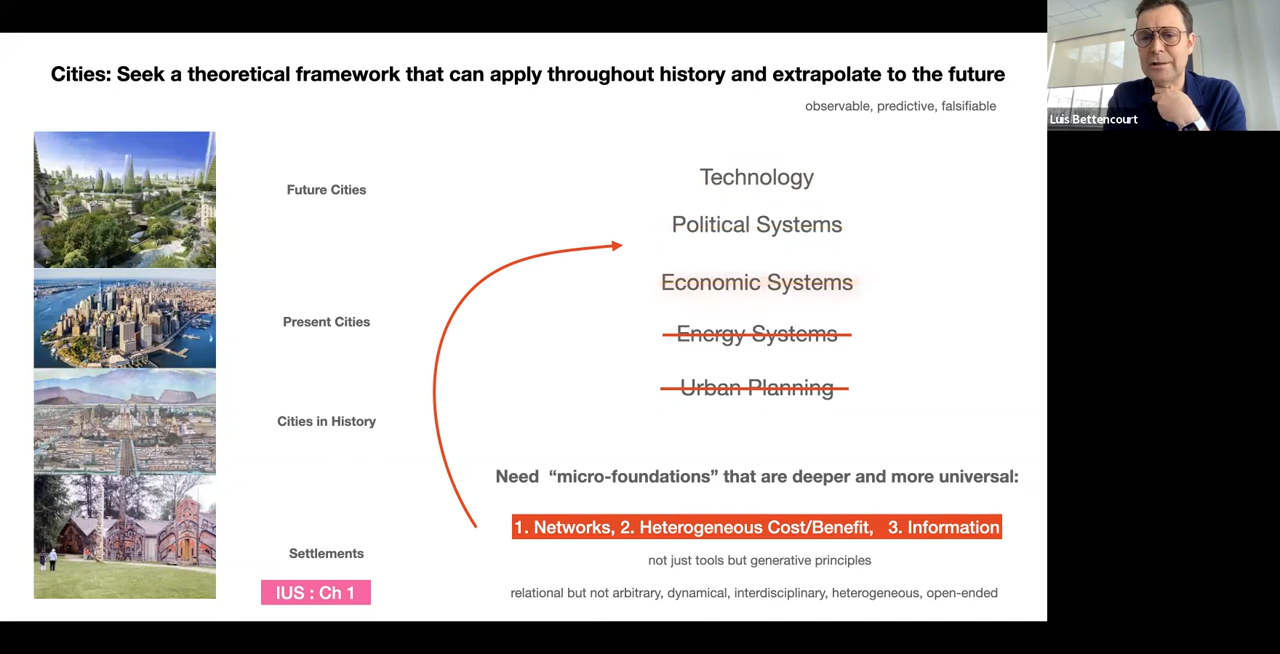 Cities: Seek a theoretical framework that can apply throughout history and extrapolate to the future
observable, predictive, falsifiable
Luis Bettencourt
Future Cities
Present Cities
Cities in History
Settlements
IUS : Ch 1
Technology
Political Systems
Economic Systems
Energy Systems
Urban Planning
Need “micro-foundations” that are deeper and more universal:
1. Networks, 2. Heterogeneous Cost/Benefit, 3. Information
not just tools but generative principles
relational but not arbitrary, dynamical, interdisciplinary, heterogeneous, open-ended